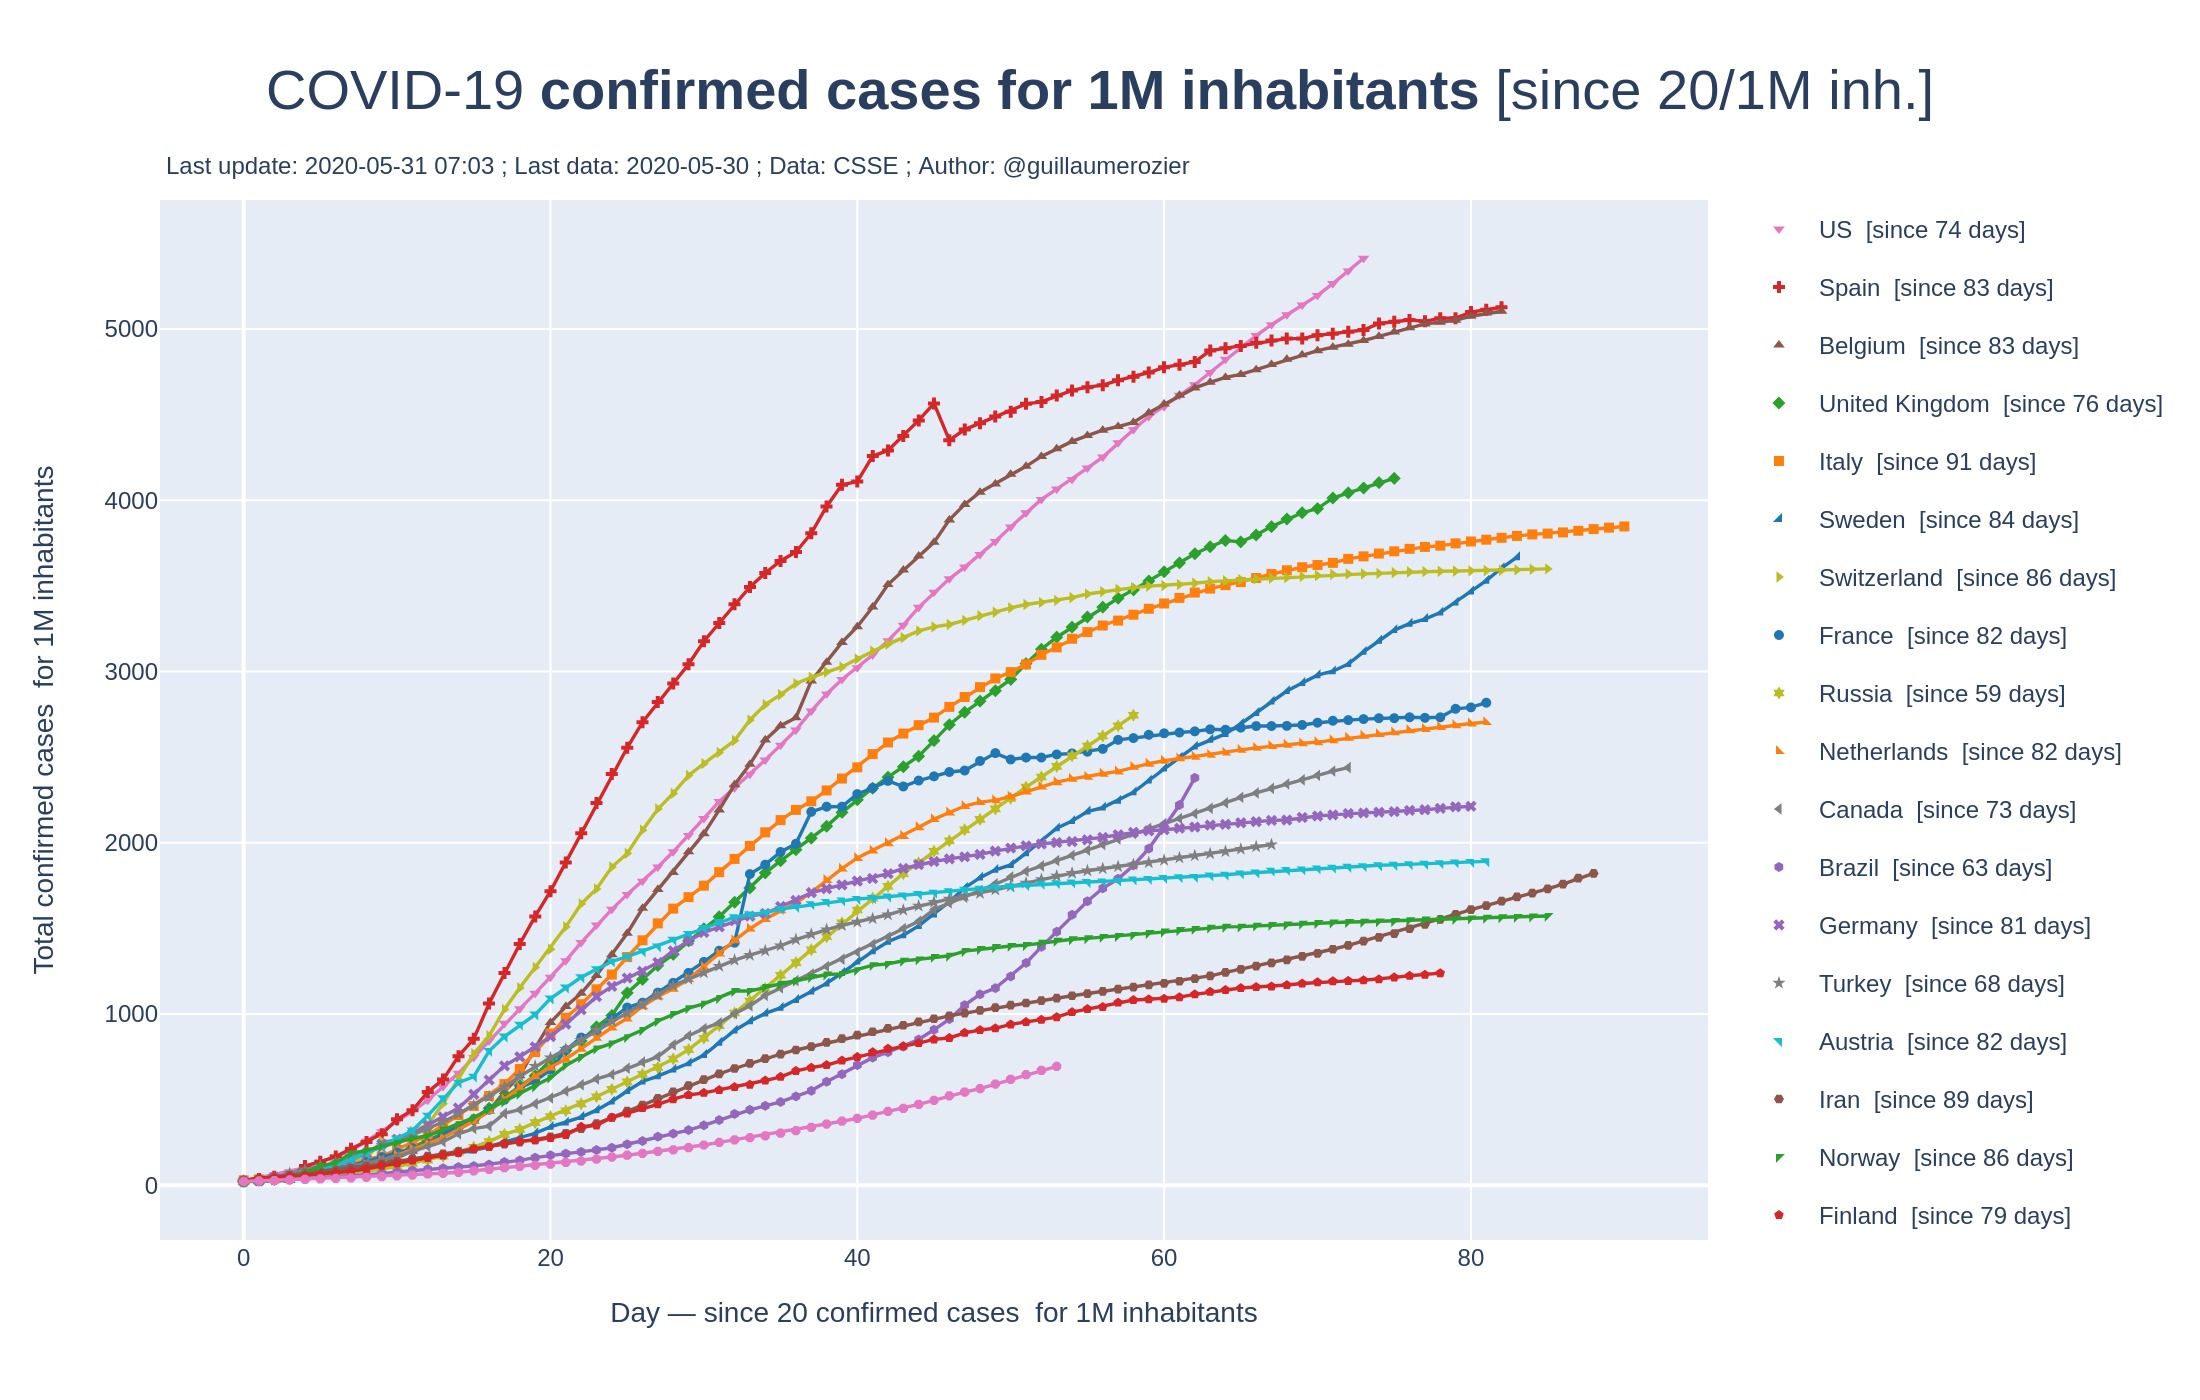 COVID-19 confirmed cases for 1M inhabitants [since 20/1M inh.]
Last update: 2020-05-31 07:03 ; Last data: 2020-05-30 ; Data: CSSE ; Author: @guillaumerozier
Total confirmed cases for 1M inhabitants
5000
4000
3000
2000
1000
0
0 20 40 60 80
Day — since 20 confirmed cases for 1M inhabitants
US [since 74 days]
Spain [since 83 days]
Belgium [since 83 days]
United Kingdom [since 76 days]
Italy [since 91 days]
Sweden [since 84 days]
Switzerland [since 86 days]
France [since 82 days]
Russia [since 59 days]
Netherlands [since 82 days]
Canada [since 73 days]
Brazil [since 63 days]
Germany [since 81 days]
Turkey [since 68 days]
Austria [since 82 days]
Iran [since 89 days]
Norway [since 86 days]
Finland [since 79 days]